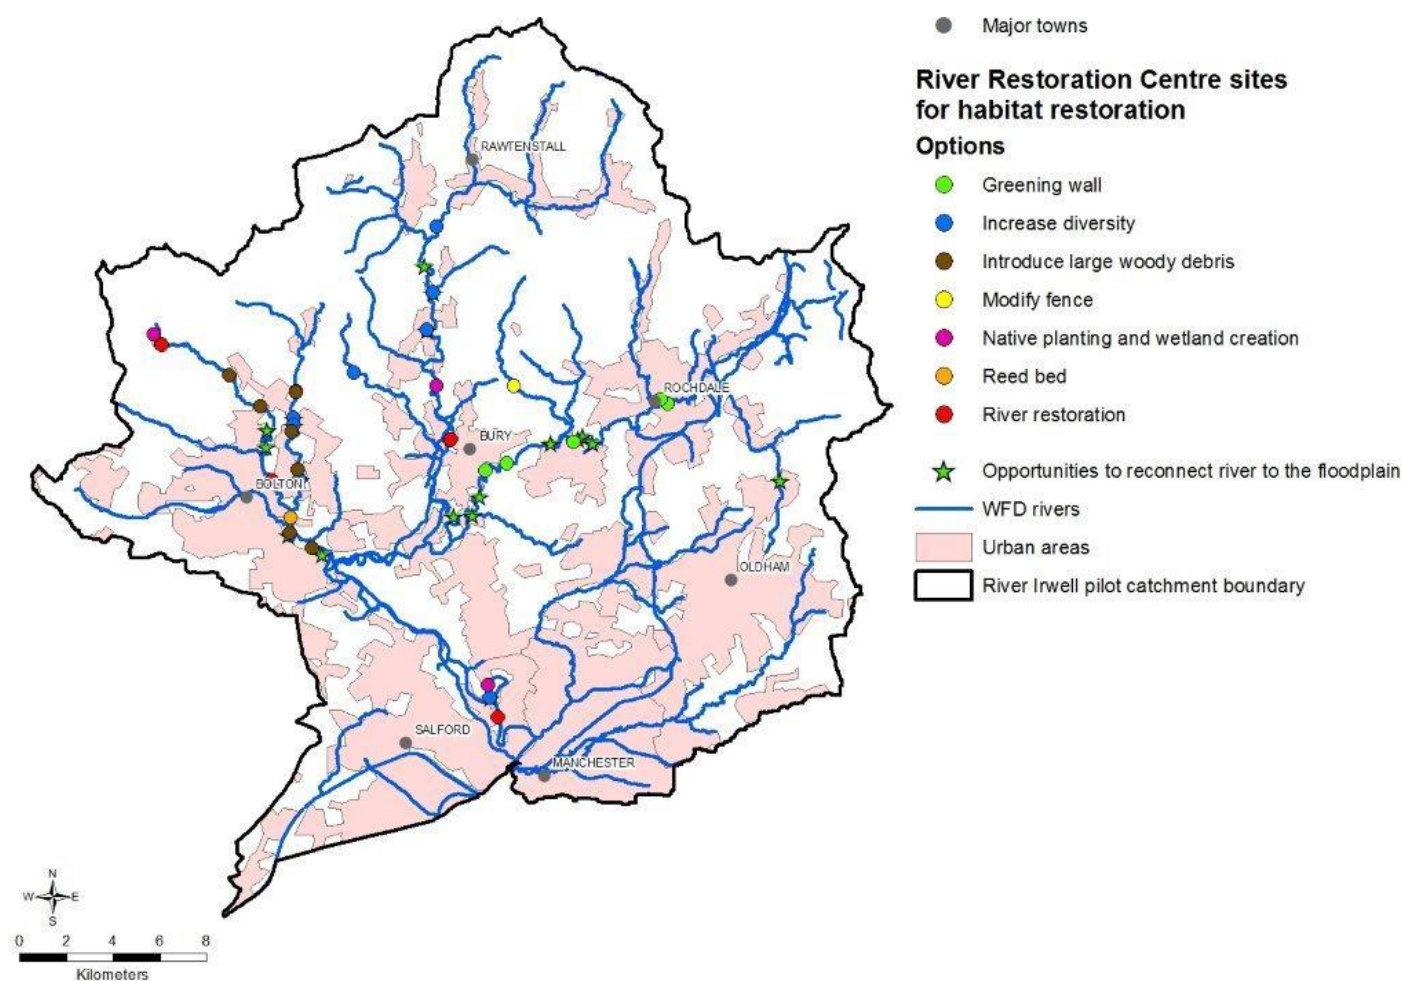 Major towns
River Restoration Centre sites
for habitat restoration
Options
Greening wall
Increase diversity
Introduce large woody debris
Modify fence
Native planting and wetland creation
Reed bed
River restoration
Opportunities to reconnect river to the floodplain
WFD rivers
Urban areas
River Irwell pilot catchment boundary
RAWTENSTALL
ROCHDALE
BURY
BOLTON
OLDHAM
SALFORD
MANCHESTER
N
W E
S
0 2 4 6 8
Kilometers